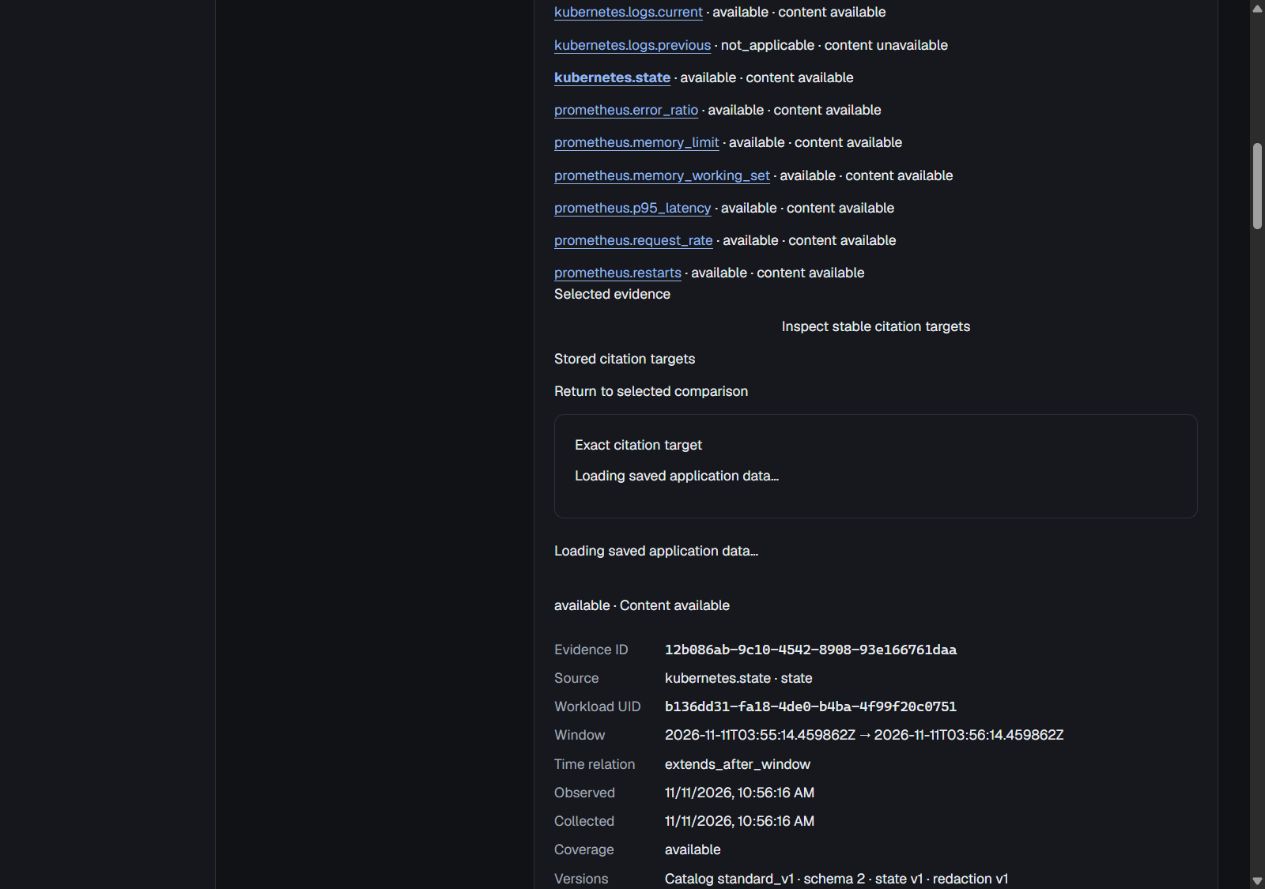 kubernetes.logs.current · available · content available
kubernetes.logs.previous · not_applicable · content unavailable
kubernetes.state · available · content available
prometheus.error_ratio · available · content available
prometheus.memory_limit · available · content available
prometheus.memory_working_set · available · content available
prometheus.p95_latency · available · content available
prometheus.request_rate · available · content available
prometheus.restarts · available · content available
Selected evidence
Inspect stable citation targets
Stored citation targets
Return to selected comparison
Exact citation target
Loading saved application data...
Loading saved application data...
available · Content available
Evidence ID 12b086ab-9c10-4542-8908-93e166761daa
Source kubernetes.state · state
Workload UID b136dd31-fa18-4de0-b4ba-4f99f20c0751
Window 2026-11-11T03:55:14.459862Z → 2026-11-11T03:56:14.459862Z
Time relation extends_after_window
Observed 11/11/2026, 10:56:16 AM
Collected 11/11/2026, 10:56:16 AM
Coverage available
Versions Catalog standard_v1 · schema 2 · state v1 · redaction v1